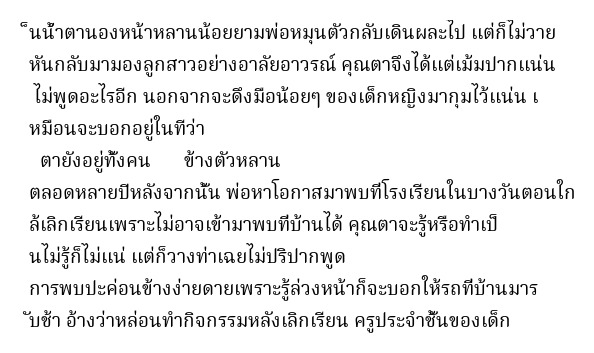 ็นน้ำตานองหน้าหลานน้อยยามพ่อหมุนตัวกลับเดินผละไป แต่ก็ไม่วาย
หันกลับมามองลูกสาวอย่างอาลัยอาวรณ์ คุณตาจึงได้แต่เม้มปากแน่น
ไม่พูดอะไรอีก นอกจากจะดึงมือน้อยๆ ของเด็กหญิงมากุมไว้แน่น เ
หมือนจะบอกอยู่ในทีว่า
ตายังอยู่ทั้งคน ข้างตัวหลาน
ตลอดหลายปีหลังจากนั้น พ่อหาโอกาสมาพบที่โรงเรียนในบางวันตอนใก
ล้เลิกเรียนเพราะไม่อาจเข้ามาพบที่บ้านได้ คุณตาจะรู้หรือทำเป็
นไม่รู้ก็ไม่แน่ แต่ก็วางท่าเฉยไม่ปริปากพูด
การพบปะค่อนข้างง่ายดายเพราะรู้ล่วงหน้าก็จะบอกให้รถที่บ้านมาร
ับช้า อ้างว่าหล่อนทำกิจกรรมหลังเลิกเรียน ครูประจำชั้นของเด็ก